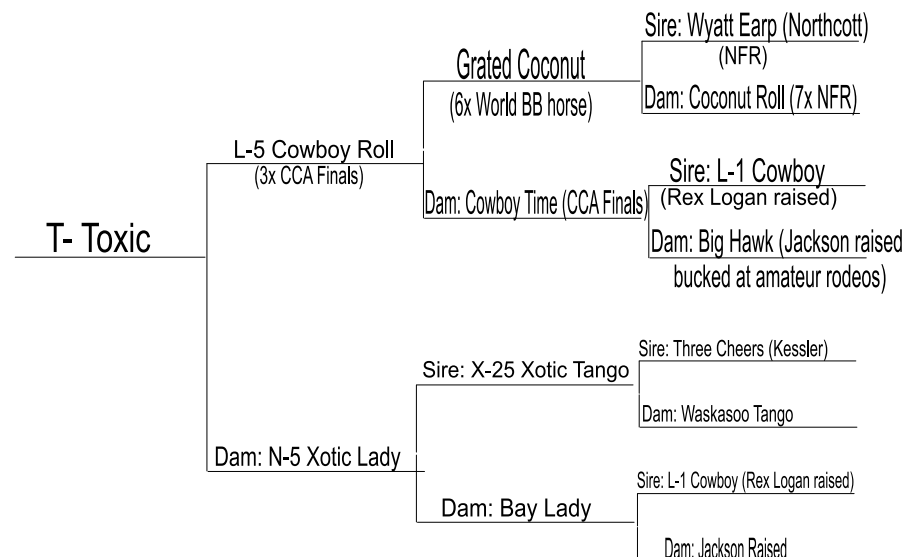 Sire: Wyatt Earp (Northcott)
(NFR)
Grated Coconut
(6x World BB horse)
Dam: Coconut Roll (7x NFR)
L-5 Cowboy Roll
(3x CCA Finals)
Sire: L-1 Cowboy
(Rex Logan raised)
Dam: Cowboy Time (CCA Finals)
Dam: Big Hawk (Jackson raised
bucked at amateur rodeos)
T- Toxic
Sire: Three Cheers (Kessler)
Sire: X-25 Xotic Tango
Dam: Waskasoo Tango
Dam: N-5 Xotic Lady
Sire: L-1 Cowboy (Rex Logan raised)
Dam: Bay Lady
Dam: Jackson Raised